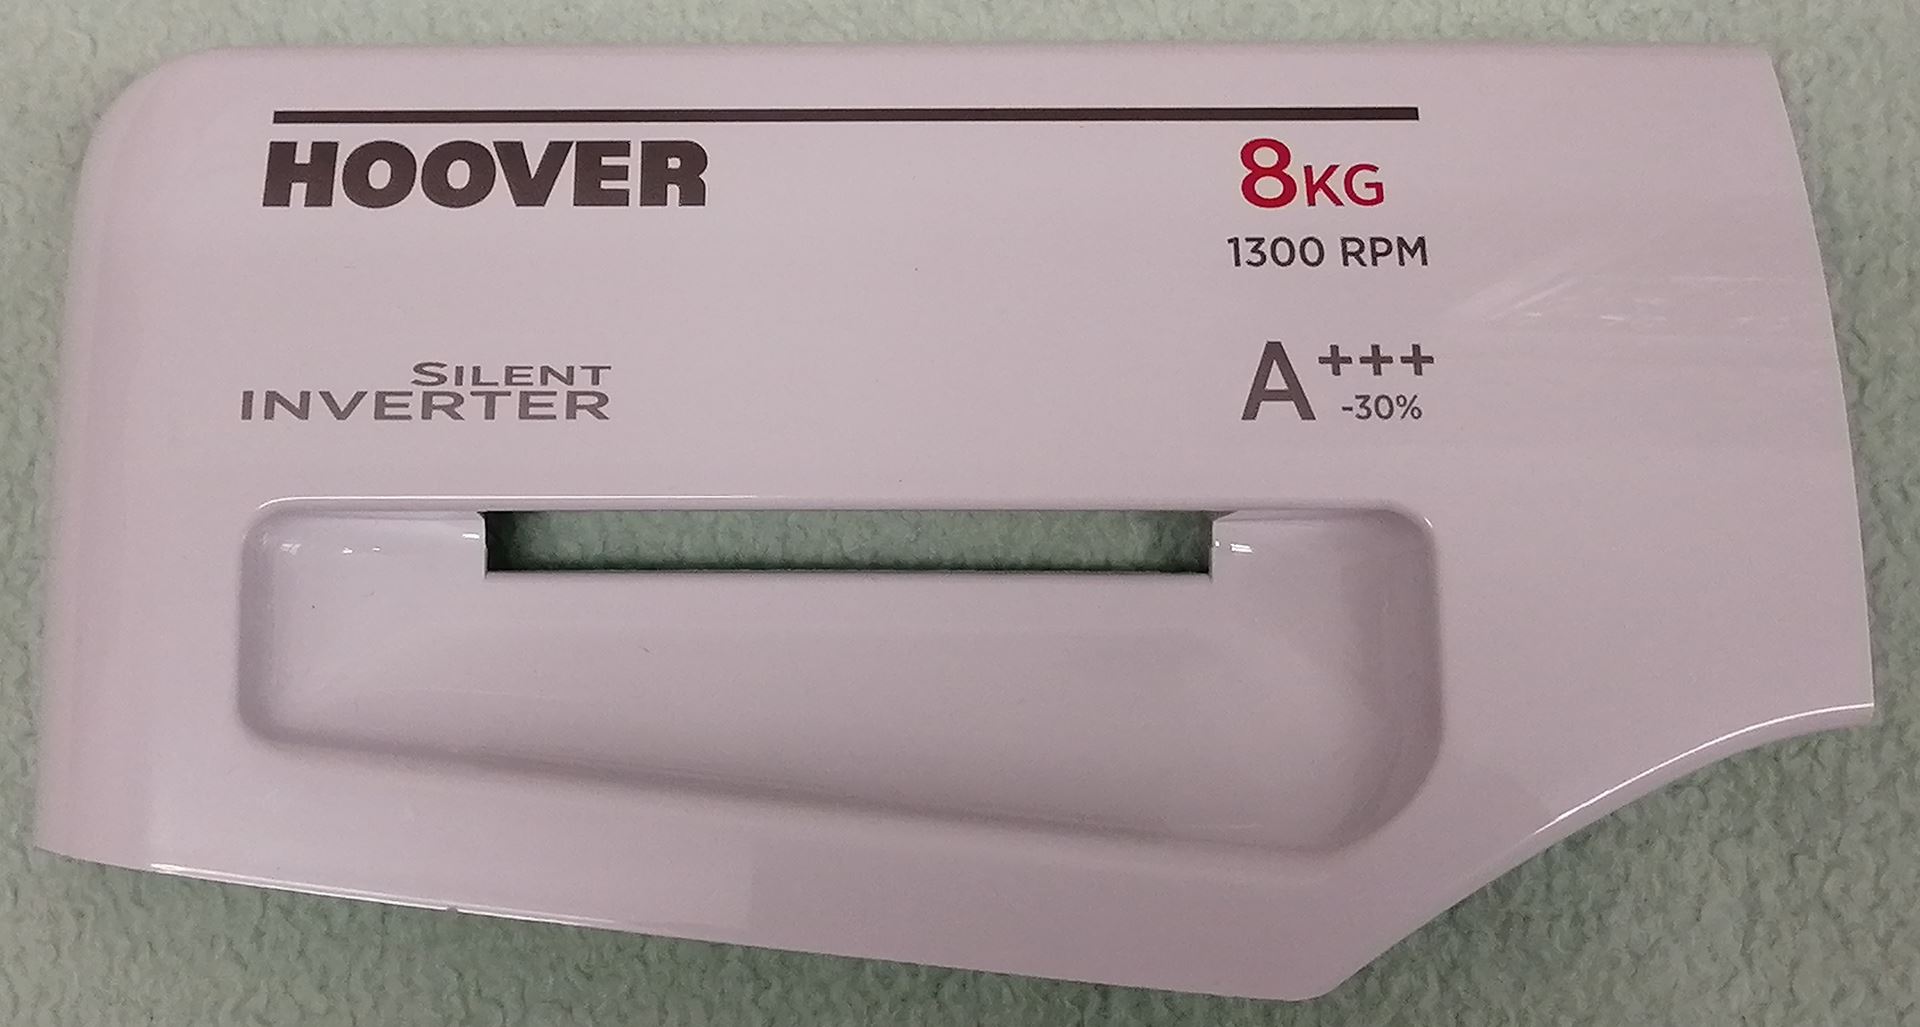 HOOVER
8KG
1300 RPM
SILENT
INVERTER
A+++
-30%